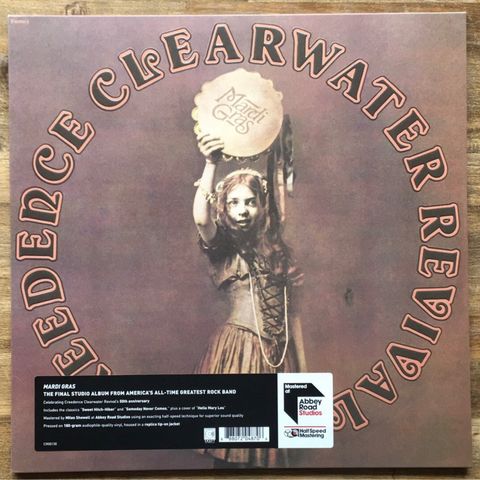 REEDENCE CLEARWATER REVIVAL
Mardi
Gras
MARDI GRAS
THE FINAL STUDIO ALBUM FROM AMERICA'S ALL-TIME GREATEST ROCK BAND
Celebrating Creedence Clearwater Revival's 50th anniversary
Includes the classics "Sweet Hitch-Hiker" and "Someday Never Comes," plus a cover of "Hello Mary Lou"
Mastered by Miles Showell at Abbey Road Studios using an exacting half-speed technique for superior sound quality
Pressed on 180-gram audiophile-quality vinyl, housed in a replica tip-on jacket
Mastered at
Abbey
Road
Studios
Half Speed
Mastering